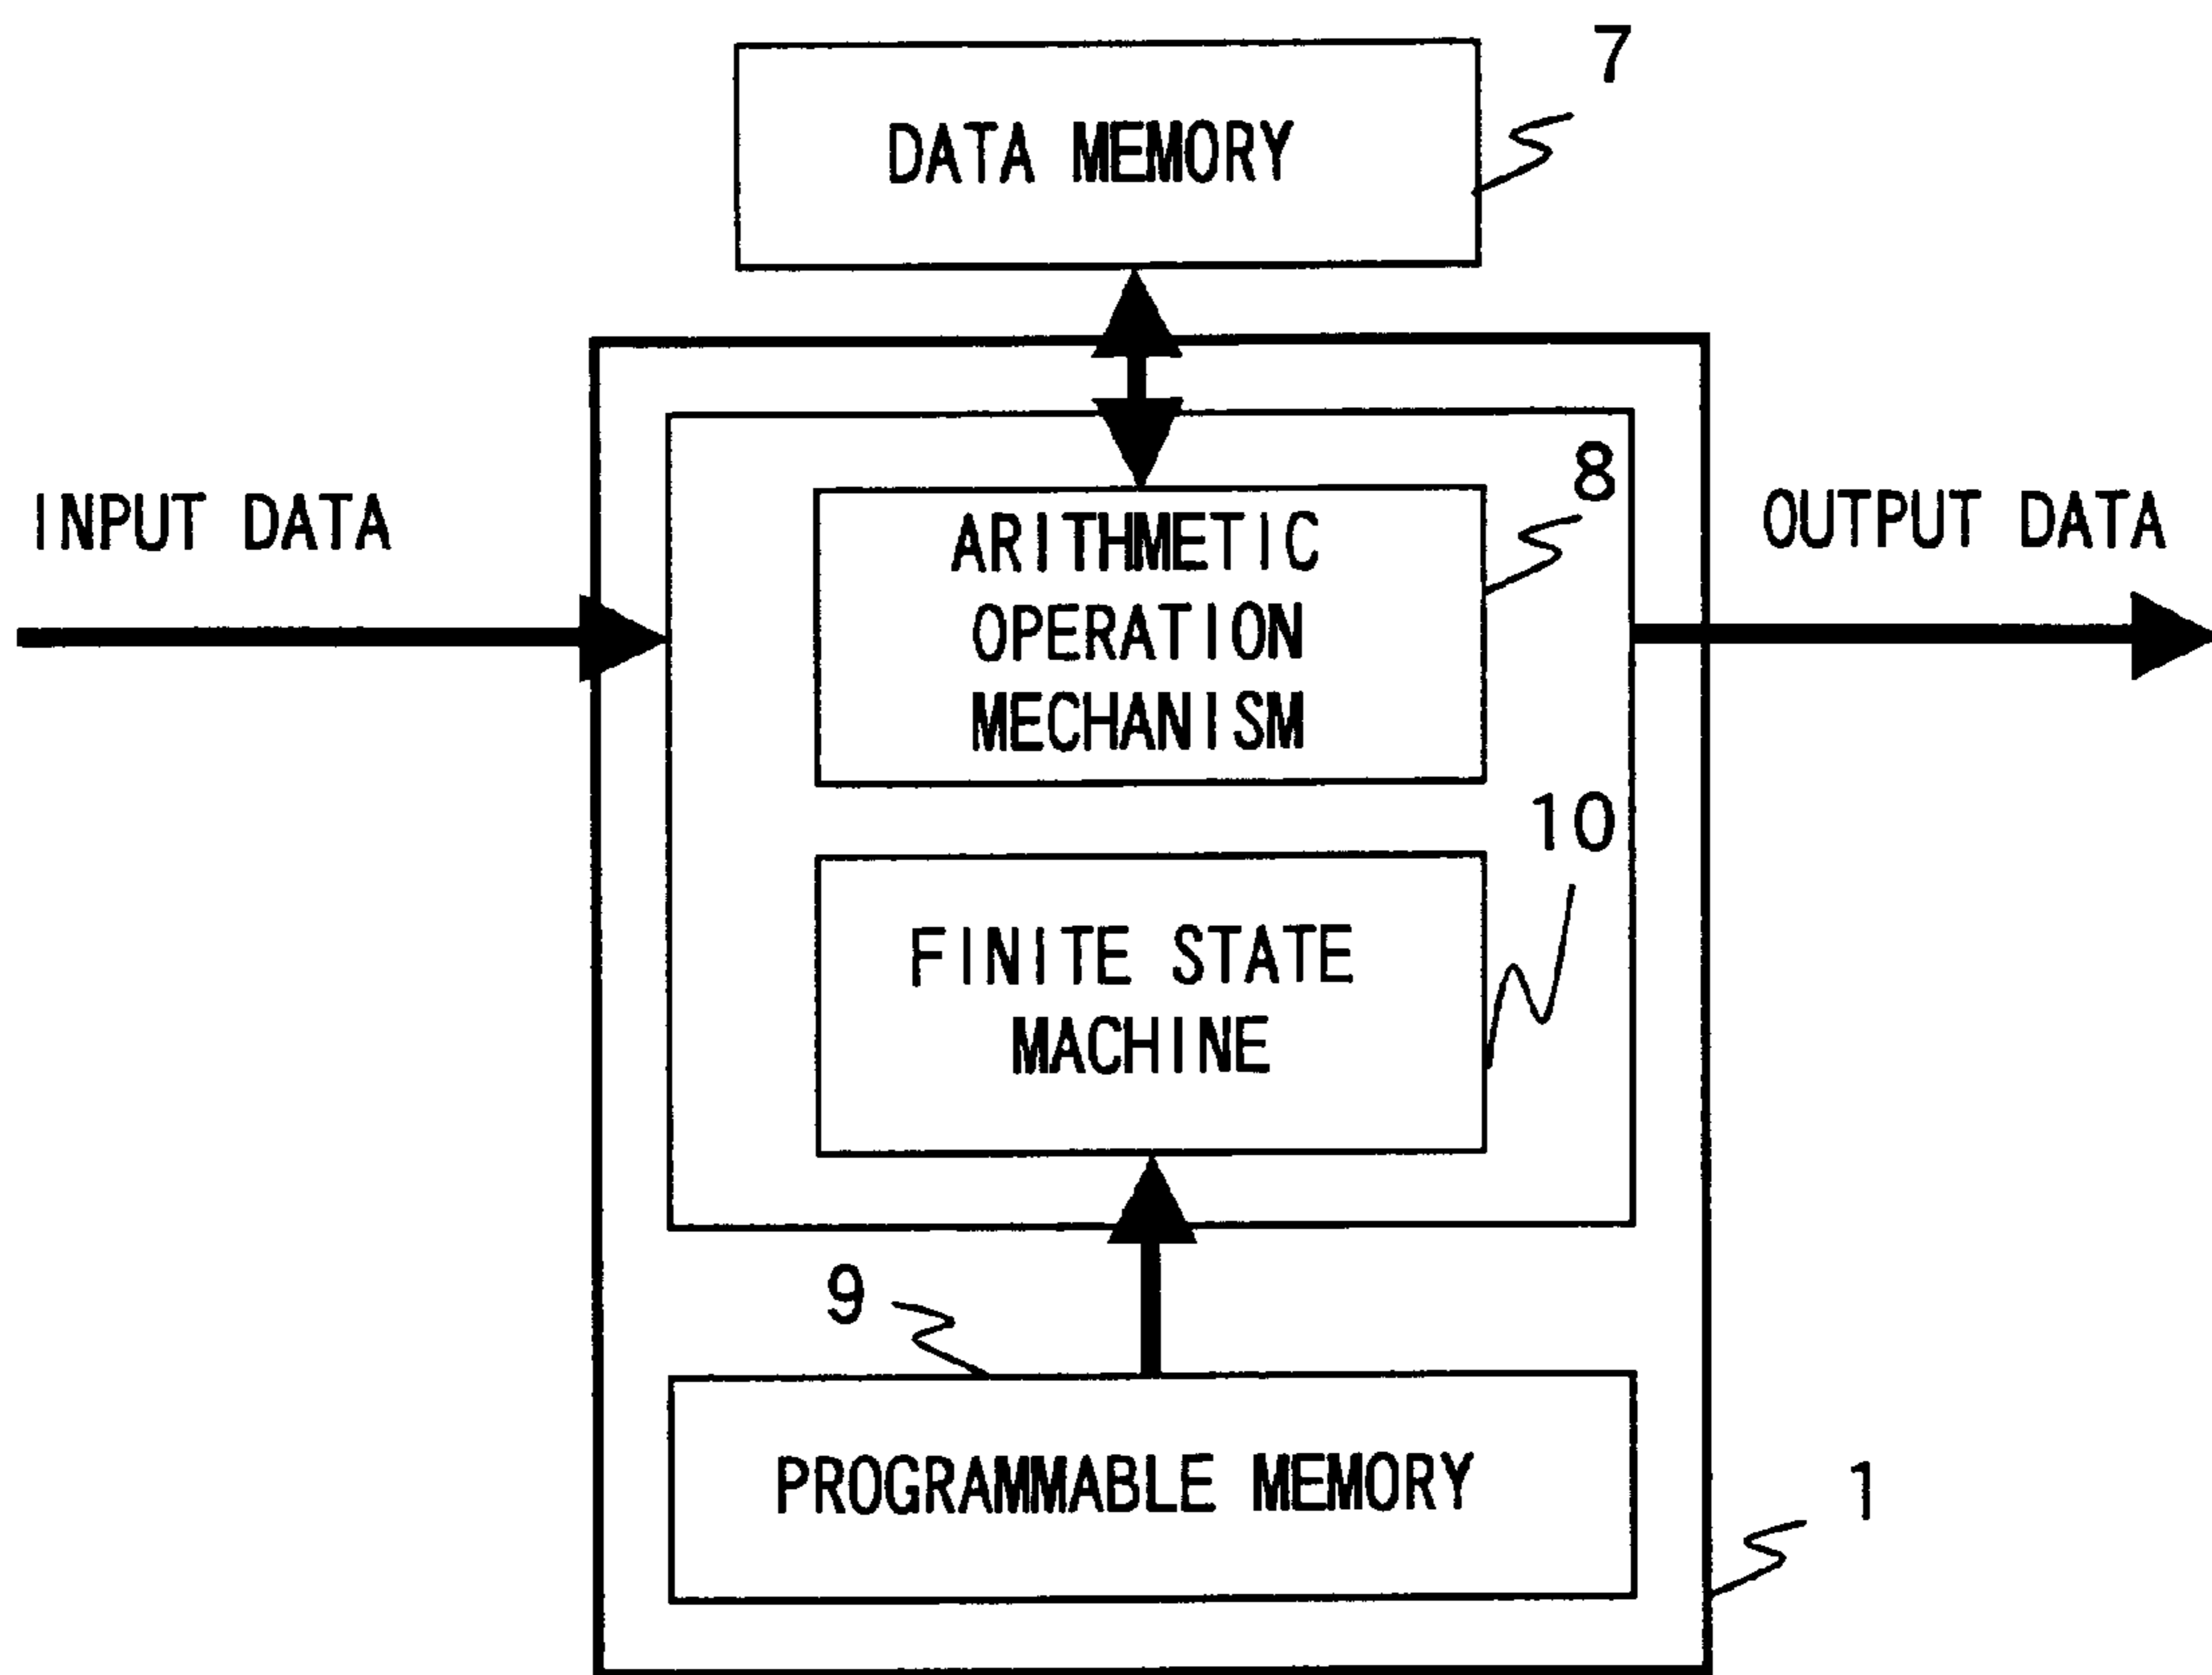 7
DATA MEMORY
8
INPUT DATA
ARITHMETIC
OPERATION
MECHANISM
OUTPUT DATA
10
FINITE STATE
MACHINE
9
PROGRAMMABLE MEMORY
1